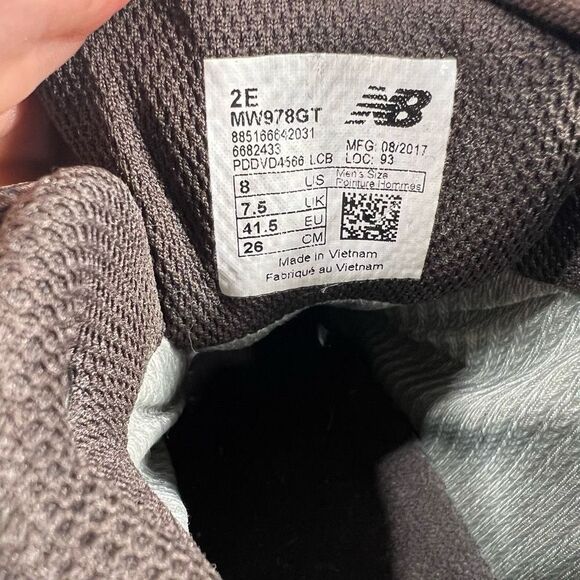 2E
MW978GT
885166642031
6682433 MFG: 08/2017
PDDVD4566 LCB LOC: 93
8 US Men's Size
7.5 UK Pointure Hommes
41.5 EU
26 CM
Made in Vietnam
Fabriqué au Vietnam
NB